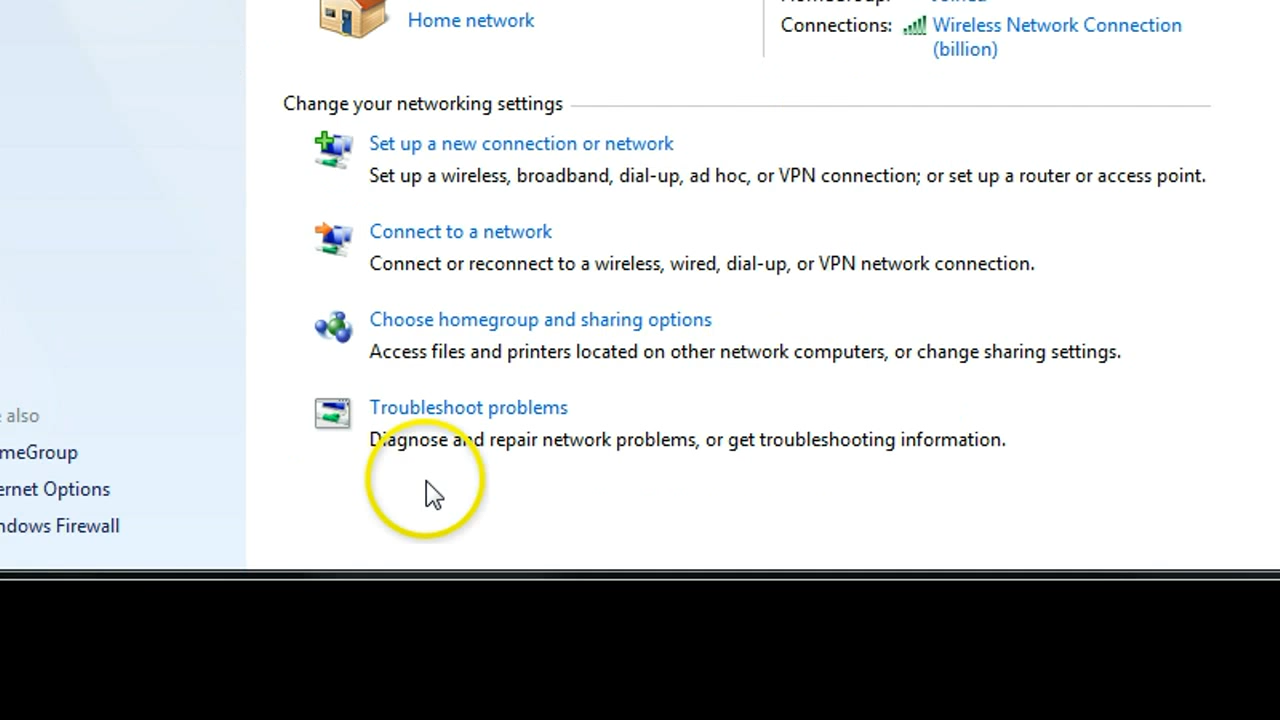 Home network
Connections: Wireless Network Connection
(billion)
Change your networking settings
Set up a new connection or network
Set up a wireless, broadband, dial-up, ad hoc, or VPN connection; or set up a router or access point.
Connect to a network
Connect or reconnect to a wireless, wired, dial-up, or VPN network connection.
Choose homegroup and sharing options
Access files and printers located on other network computers, or change sharing settings.
Troubleshoot problems
Diagnose and repair network problems, or get troubleshooting information.
also
meGroup
ernet Options
ndows Firewall